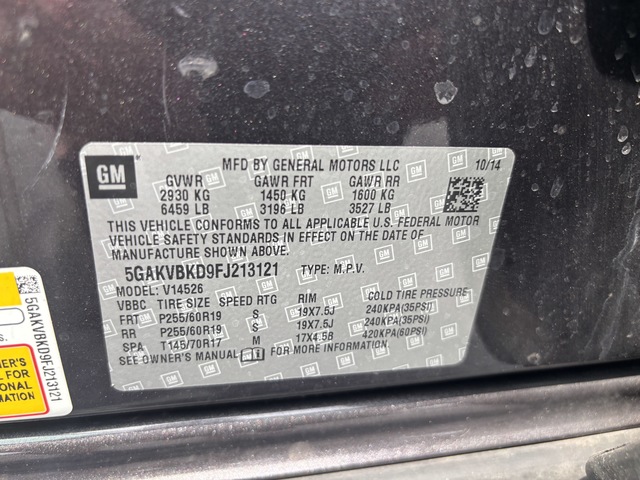 GM
MFD BY GENERAL MOTORS LLC 10/14
GVWR GAWR FRT GAWR RR
2930 KG 1450 KG 1600 KG
6459 LB 3196 LB 3527 LB
THIS VEHICLE CONFORMS TO ALL APPLICABLE U.S. FEDERAL MOTOR
VEHICLE SAFETY STANDARDS IN EFFECT ON THE DATE OF
MANUFACTURE SHOWN ABOVE.
5GAKVBKD9FJ213121 TYPE: M.P.V.
MODEL: V14526
VBBC TIRE SIZE SPEED RTG RIM COLD TIRE PRESSURE
FRT P255/60R19 S 19X7.5J 240KPA(35PSI)
RR P255/60R19 S 19X7.5J 240KPA(35PSI)
SPA T145/70R17 M 17X4.5B 420KPA(60PSI)
SEE OWNER'S MANUAL FOR MORE INFORMATION.
5GAKVBKD9FJ213121
ER'S
L FOR
IONAL
ATION